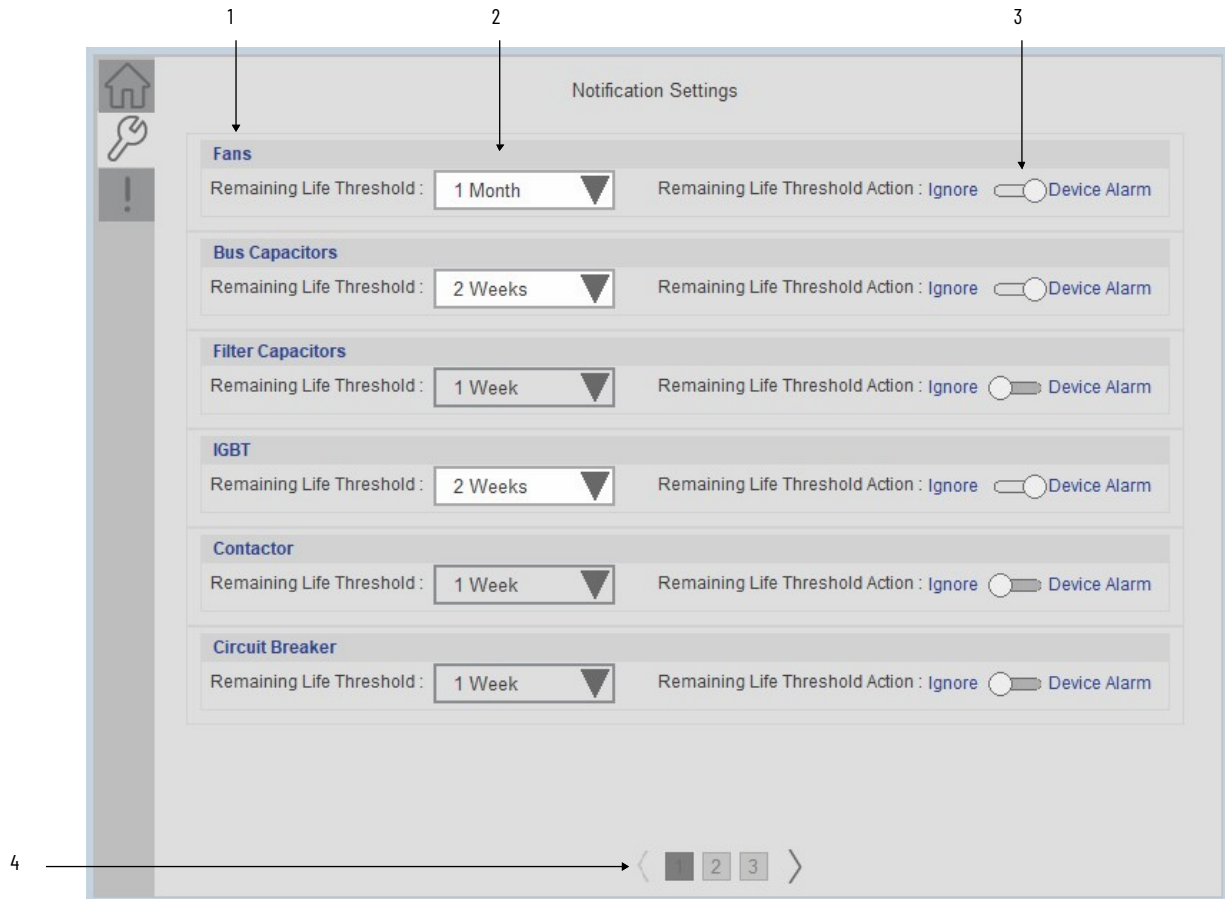 1 2 3
Notification Settings
Fans
Remaining Life Threshold : 1 Month Remaining Life Threshold Action : Ignore Device Alarm
Bus Capacitors
Remaining Life Threshold : 2 Weeks Remaining Life Threshold Action : Ignore Device Alarm
Filter Capacitors
Remaining Life Threshold : 1 Week Remaining Life Threshold Action : Ignore Device Alarm
IGBT
Remaining Life Threshold : 2 Weeks Remaining Life Threshold Action : Ignore Device Alarm
Contactor
Remaining Life Threshold : 1 Week Remaining Life Threshold Action : Ignore Device Alarm
Circuit Breaker
Remaining Life Threshold : 1 Week Remaining Life Threshold Action : Ignore Device Alarm
4 1 2 3